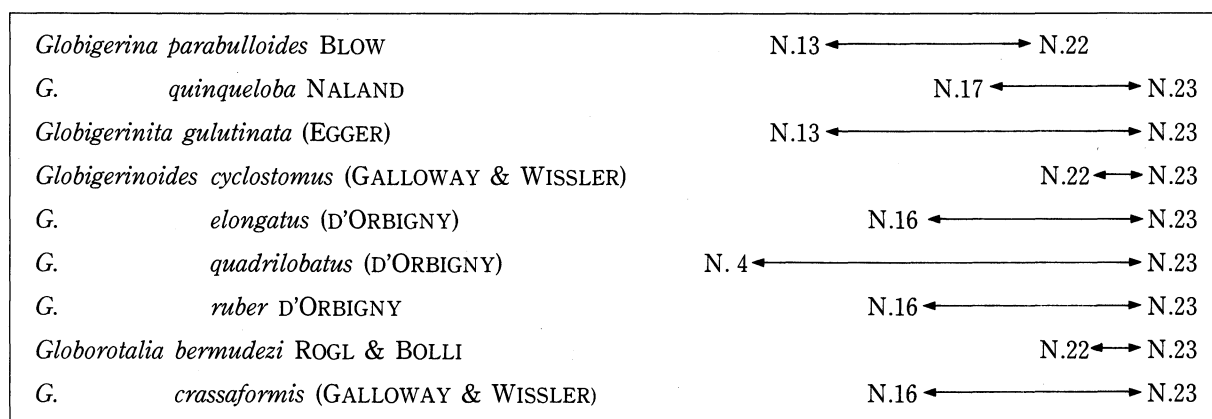 Globigerina parabulloides BLOW N.13 ↔ N.22
G. quinqueloba NALAND N.17 ↔ N.23
Globigerinita gulutinata (EGGER) N.13 ↔ N.23
Globigerinoides cyclostomus (GALLOWAY & WISSLER) N.22 ↔ N.23
G. elongatus (D'ORBIGNY) N.16 ↔ N.23
G. quadrilobatus (D'ORBIGNY) N. 4 ↔ N.23
G. ruber D'ORBIGNY N.16 ↔ N.23
Globorotalia bermudezi ROGL & BOLLI N.22 ↔ N.23
G. crassaformis (GALLOWAY & WISSLER) N.16 ↔ N.23